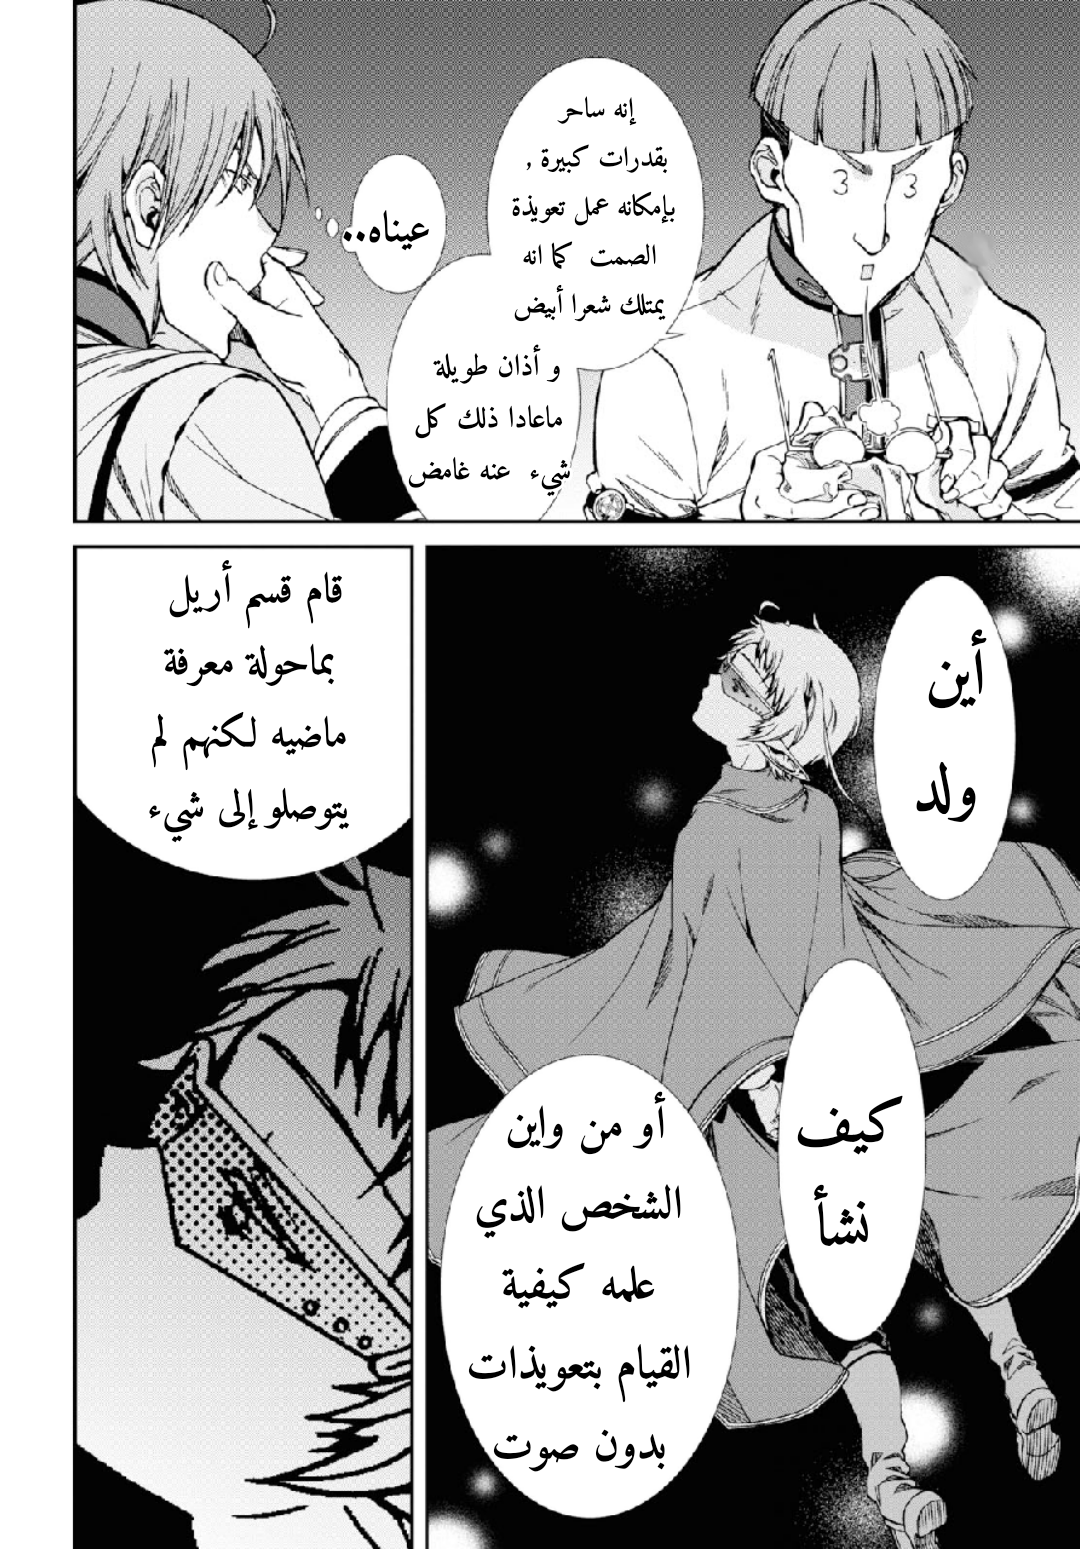 إنه ساحر
بقدرات كبيرة ,
بإمكانه عمل تعويذة
الصمت كما انه
يمتلك شعرا أبيض
و أذان طويلة
ماعادا ذلك كل
شيء عنه غامض
عيناه..
أين
ولد
كيف
نشأ
أو من واين
الشخص الذي
علمه كيفية
القيام بتعويذات
بدون صوت
قام قسم أريل
بماحولة معرفة
ماضيه لكنهم لم
يتوصلو إلى شيء